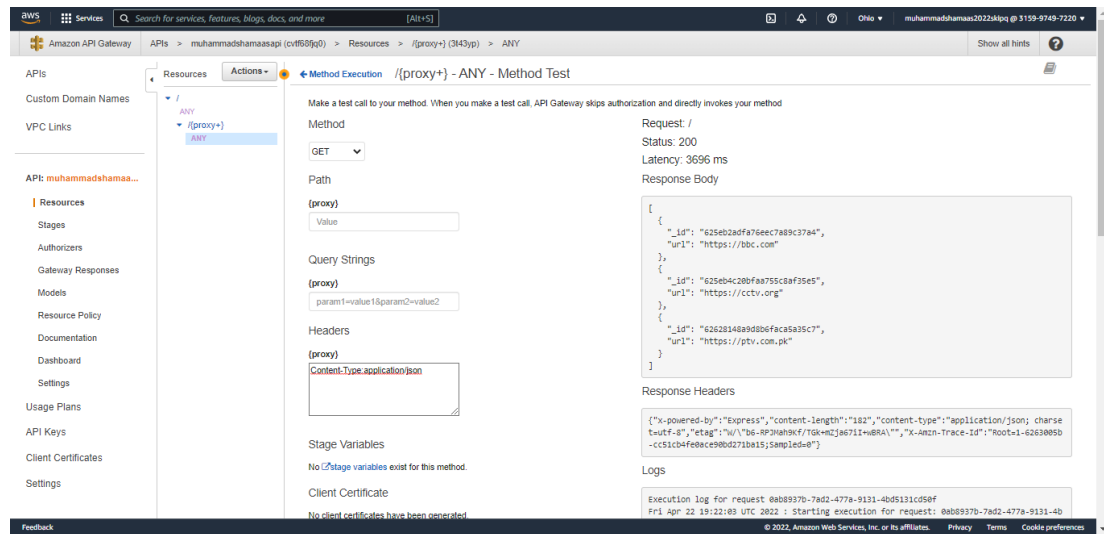 aws
Services
Search for services, features, blogs, docs, and more
[Alt+S]
Ohio
muhammadshamaas2022skipq @ 3159-9749-7220
Amazon API Gateway
APIs > muhammadshamaasapi (cvtf68fjq0) > Resources > /{proxy+} (3t43yp) > ANY
Show all hints
APIs
Custom Domain Names
VPC Links
API: muhammadshamaa...
Resources
Stages
Authorizers
Gateway Responses
Models
Resource Policy
Documentation
Dashboard
Settings
Usage Plans
API Keys
Client Certificates
Settings
Resources
Actions
/
ANY
/{proxy+}
ANY
Method Execution /{proxy+} - ANY - Method Test
Make a test call to your method. When you make a test call, API Gateway skips authorization and directly invokes your method
Method
GET
Path
{proxy}
Value
Query Strings
{proxy}
param1=value1&param2=value2
Headers
{proxy}
Content-Type:application/json
Stage Variables
No stage variables exist for this method.
Client Certificate
No client certificates have been generated.
Request: /
Status: 200
Latency: 3696 ms
Response Body
[
{
"_id": "625eb2adfa76eec7a89c37a4",
"url": "https://bbc.com"
},
{
"_id": "625eb4c20bfaa755c8af35e5",
"url": "https://cctv.org"
},
{
"_id": "62628148a9d8b6faca5a35c7",
"url": "https://ptv.com.pk"
}
]
Response Headers
{"x-powered-by":"Express","content-length":"182","content-type":"application/json; charse
t=utf-8","etag":"W/\"b6-RPJMah9Kf/TGk+mZja67iI+wBRA\"","X-Amzn-Trace-Id":"Root=1-6263005b
-cc51cb4fe0ace90bd271ba15;Sampled=0"}
Logs
Execution log for request 0ab8937b-7ad2-477a-9131-4bd5131cd50f
Fri Apr 22 19:22:03 UTC 2022 : Starting execution for request: 0ab8937b-7ad2-477a-9131-4b
Feedback
© 2022, Amazon Web Services, Inc. or its affiliates.
Privacy
Terms
Cookie preferences